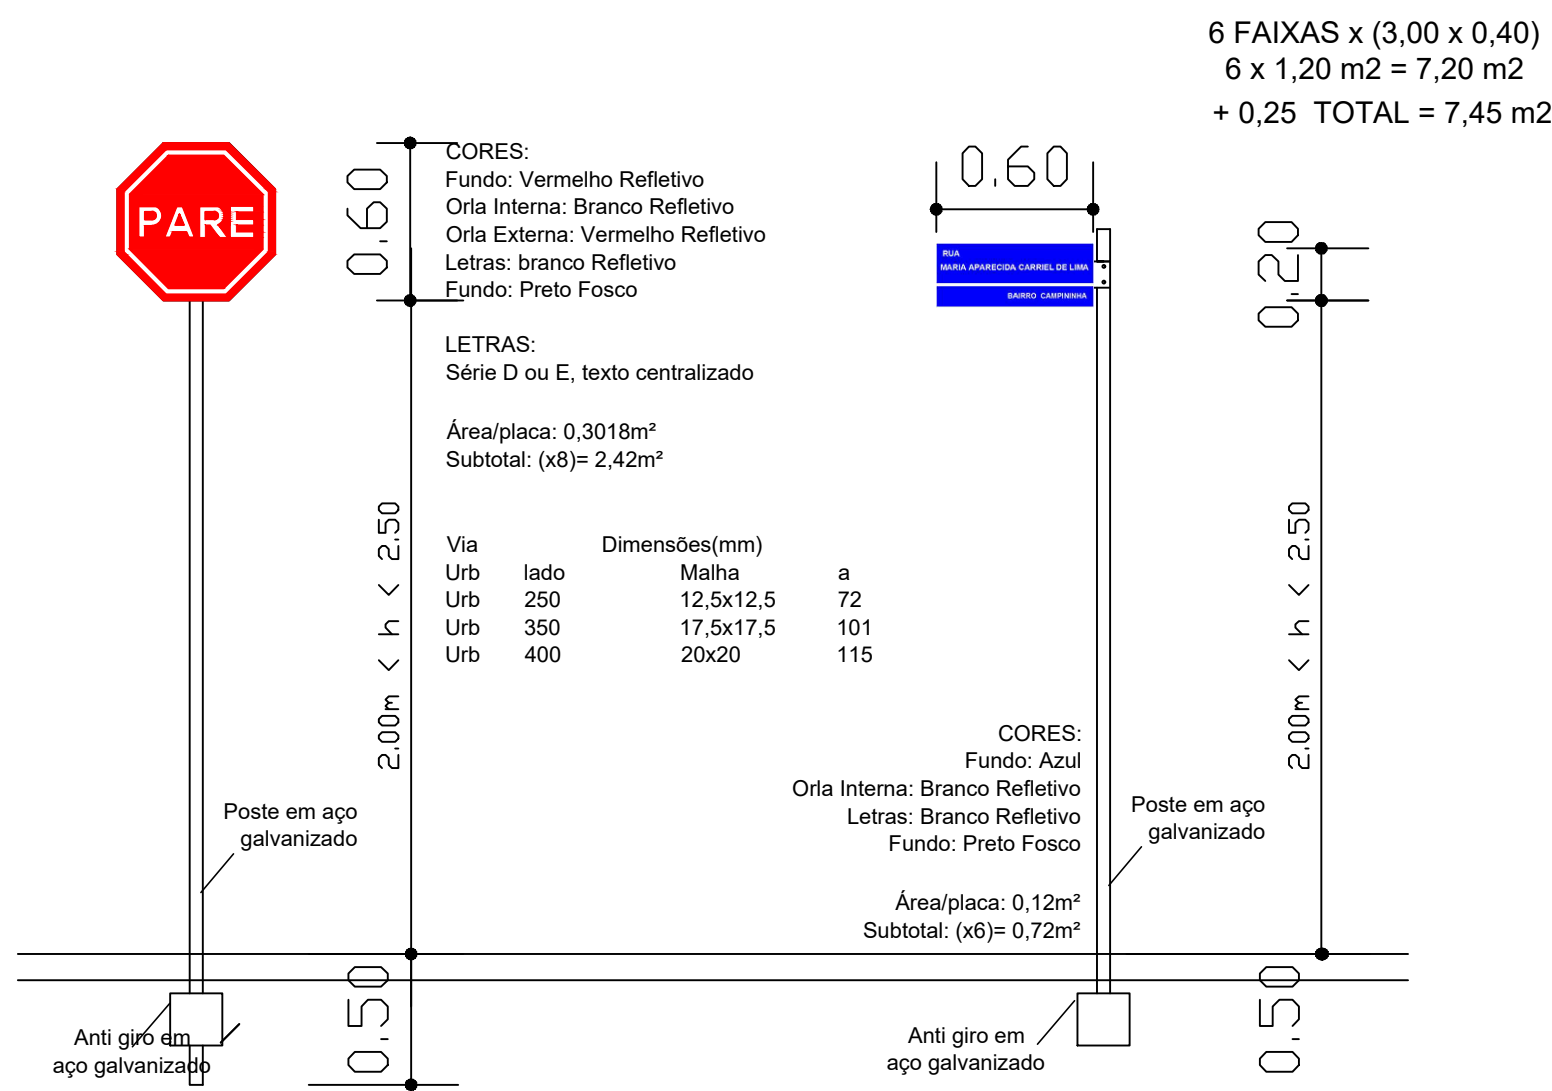 6 FAIXAS x (3,00 x 0,40)
6 x 1,20 m2 = 7,20 m2
+ 0,25 TOTAL = 7,45 m2
PARE
0.60
CORES:
Fundo: Vermelho Refletivo
Orla Interna: Branco Refletivo
Orla Externa: Vermelho Refletivo
Letras: branco Refletivo
Fundo: Preto Fosco
LETRAS:
Série D ou E, texto centralizado
Área/placa: 0,3018m²
Subtotal: (x8)= 2,42m²
Via Dimensões(mm)
Urb lado Malha a
Urb 250 12,5x12,5 72
Urb 350 17,5x17,5 101
Urb 400 20x20 115
2.00m < h < 2.50
Poste em aço
galvanizado
Anti giro em
aço galvanizado
0.50
0.60
RUA
MARIA APARECIDA CARRIEL DE LIMA
BAIRRO CAMPININHA
0.20
2.00m < h < 2.50
CORES:
Fundo: Azul
Orla Interna: Branco Refletivo
Letras: Branco Refletivo
Fundo: Preto Fosco
Área/placa: 0,12m²
Subtotal: (x6)= 0,72m²
Poste em aço
galvanizado
Anti giro em
aço galvanizado
0.50